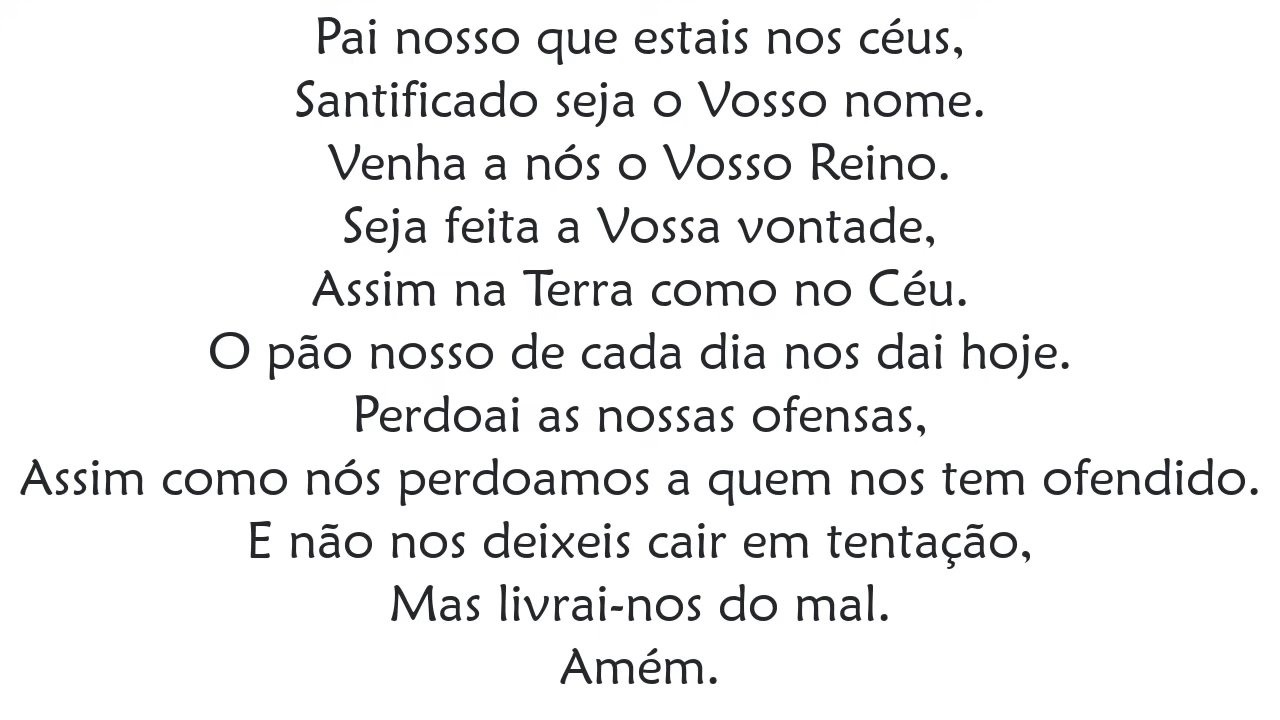 Pai nosso que estais nos céus,
Santificado seja o Vosso nome.
Venha a nós o Vosso Reino.
Seja feita a Vossa vontade,
Assim na Terra como no Céu.
O pão nosso de cada dia nos dai hoje.
Perdoai as nossas ofensas,
Assim como nós perdoamos a quem nos tem ofendido.
E não nos deixeis cair em tentação,
Mas livrai-nos do mal.
Amém.